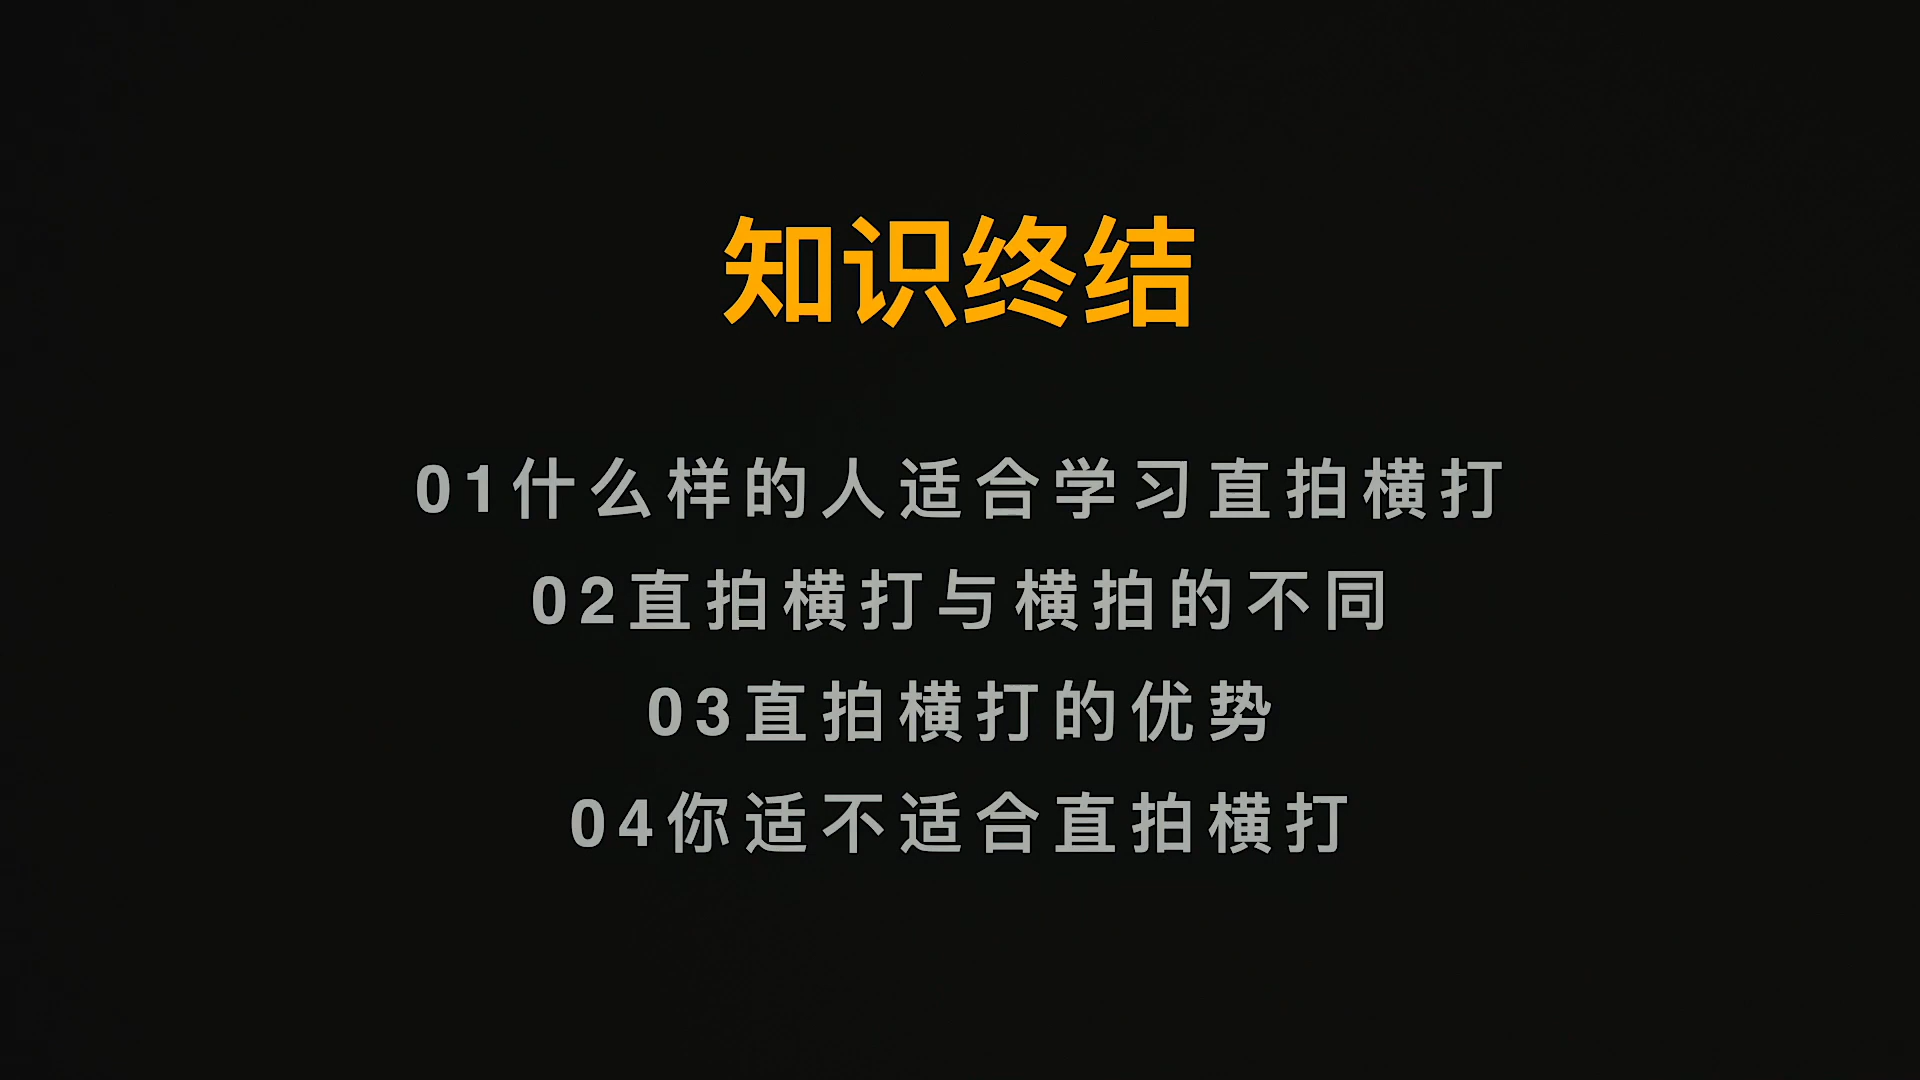 知识终结
01什么样的人适合学习直拍横打
02直拍横打与横拍的不同
03直拍横打的优势
04你适不适合直拍横打